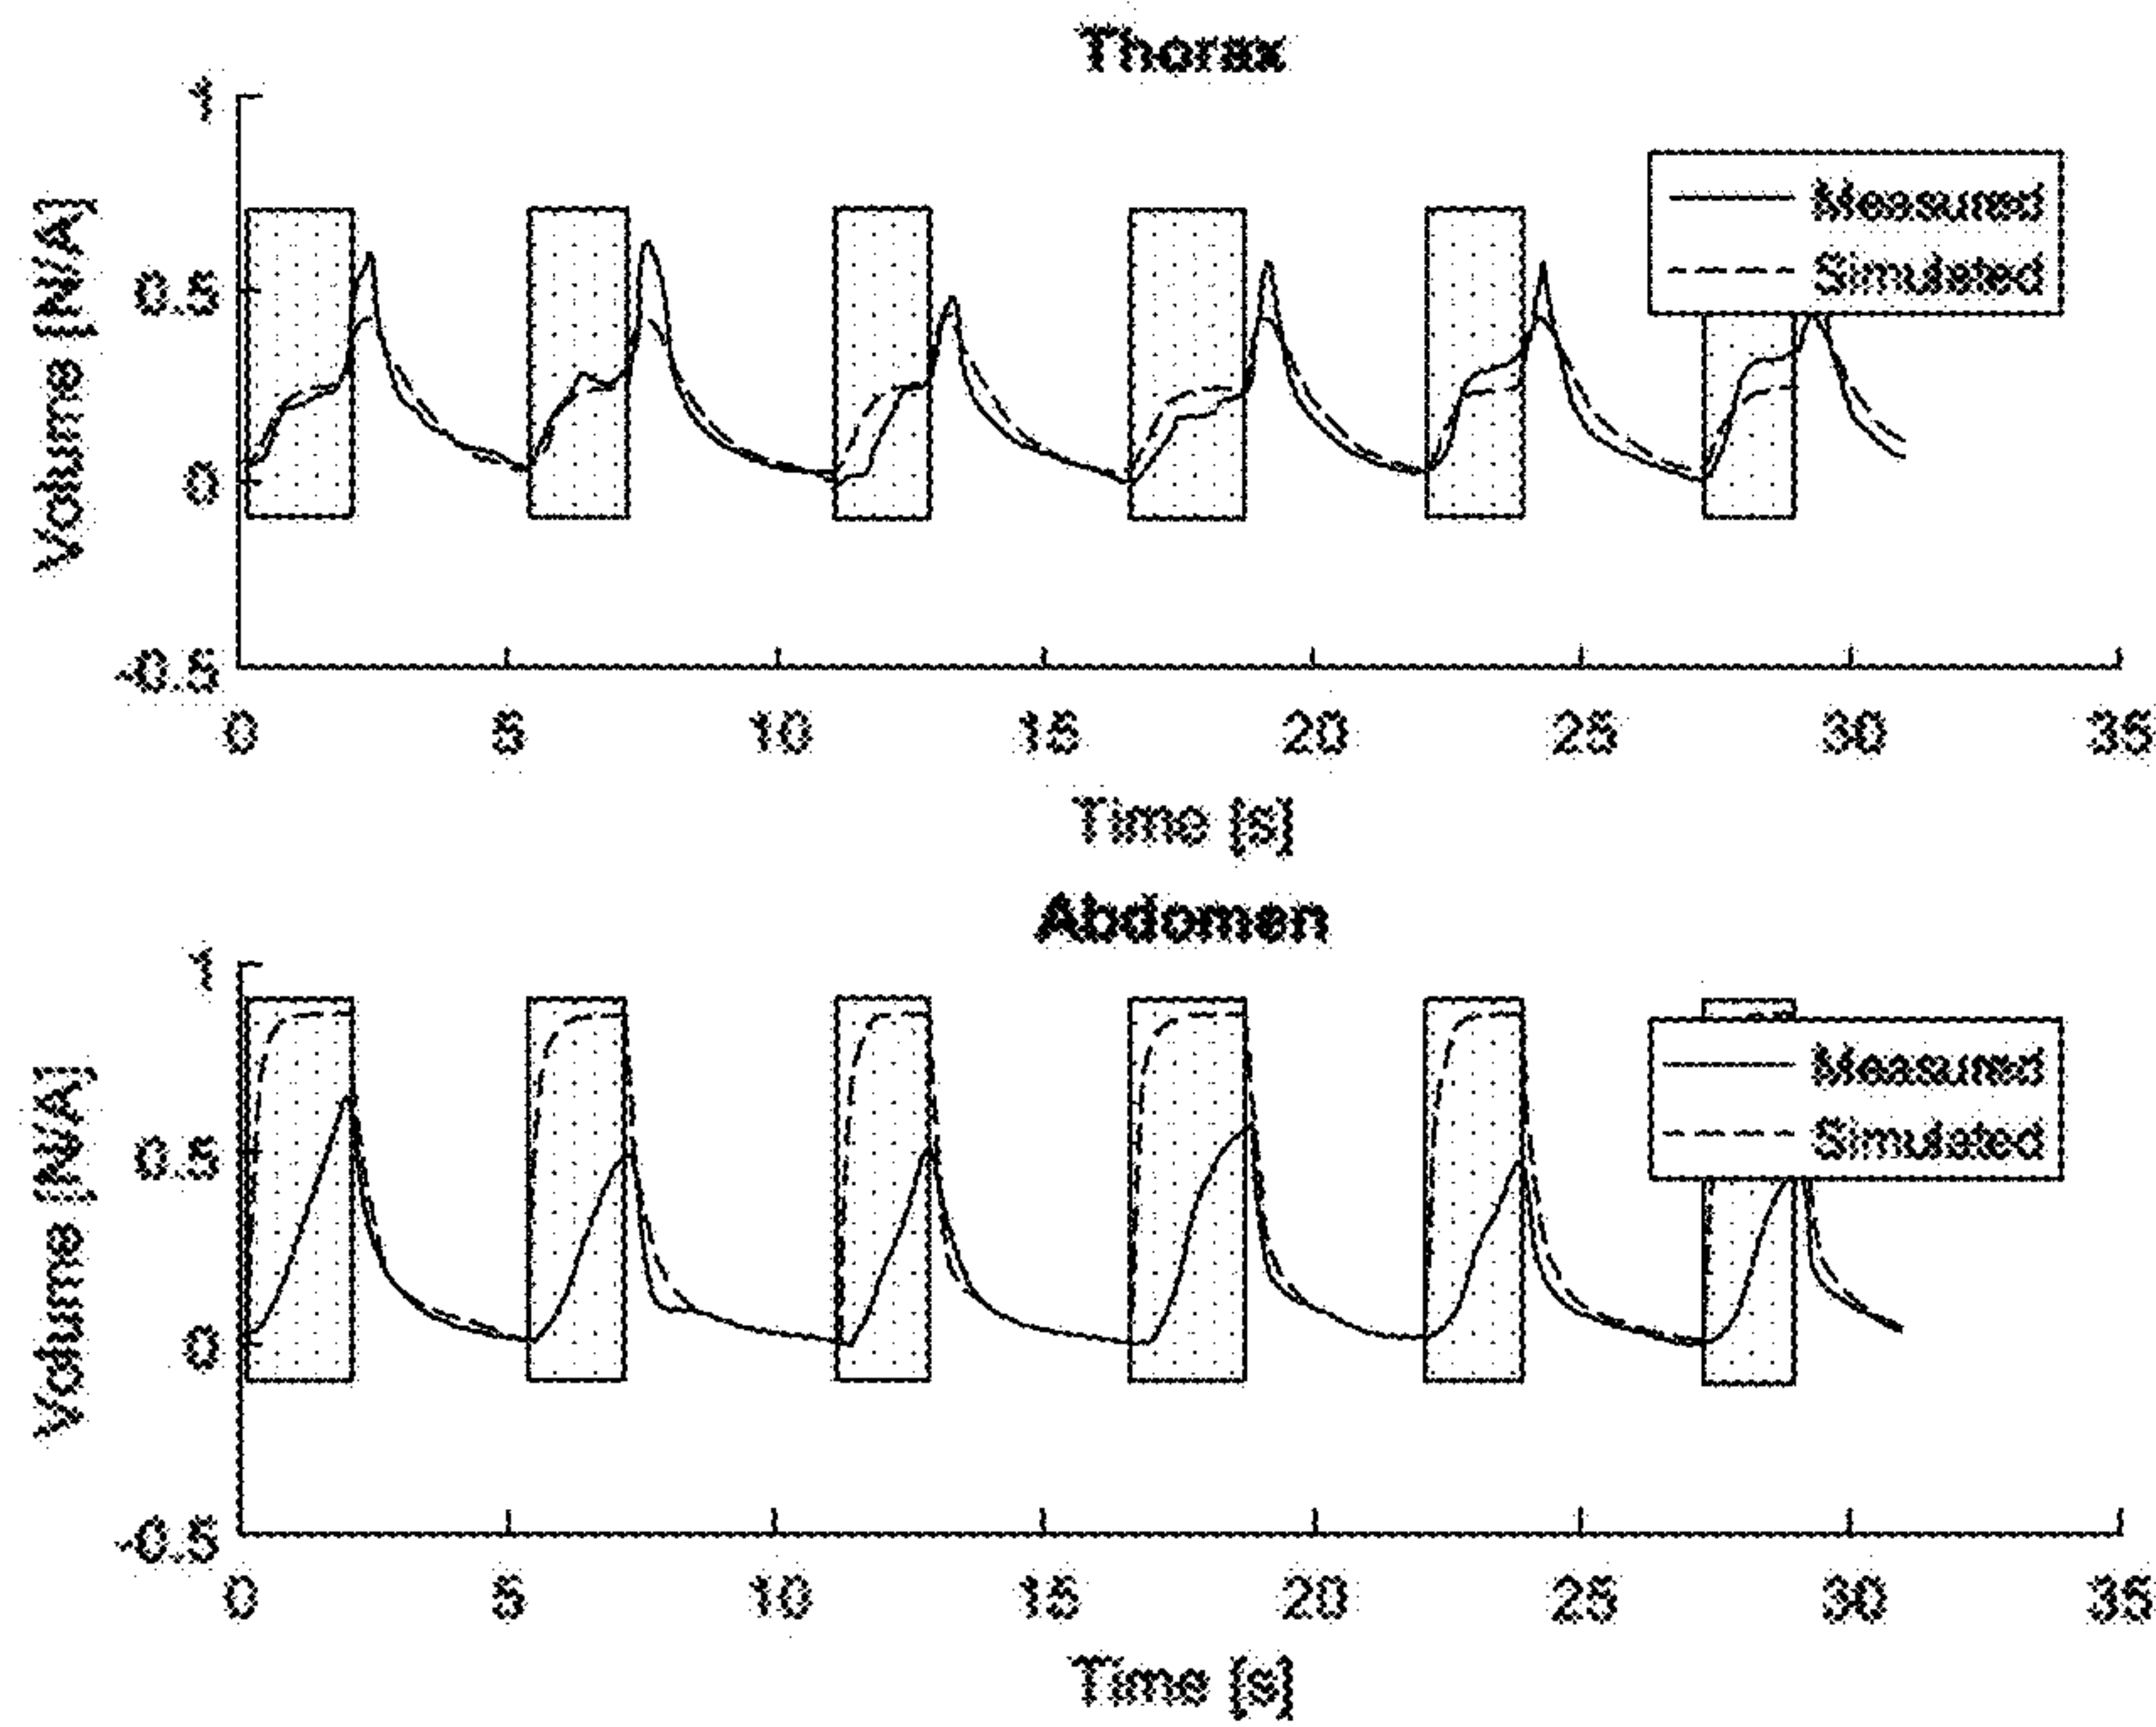 Thorax
1
Measured
Simulated
0.5
Volume [N/A]
0
-0.5
0 5 10 15 20 25 30 35
Time [s]
Abdomen
1
Measured
Simulated
0.5
Volume [N/A]
0
-0.5
0 5 10 15 20 25 30 35
Time [s]